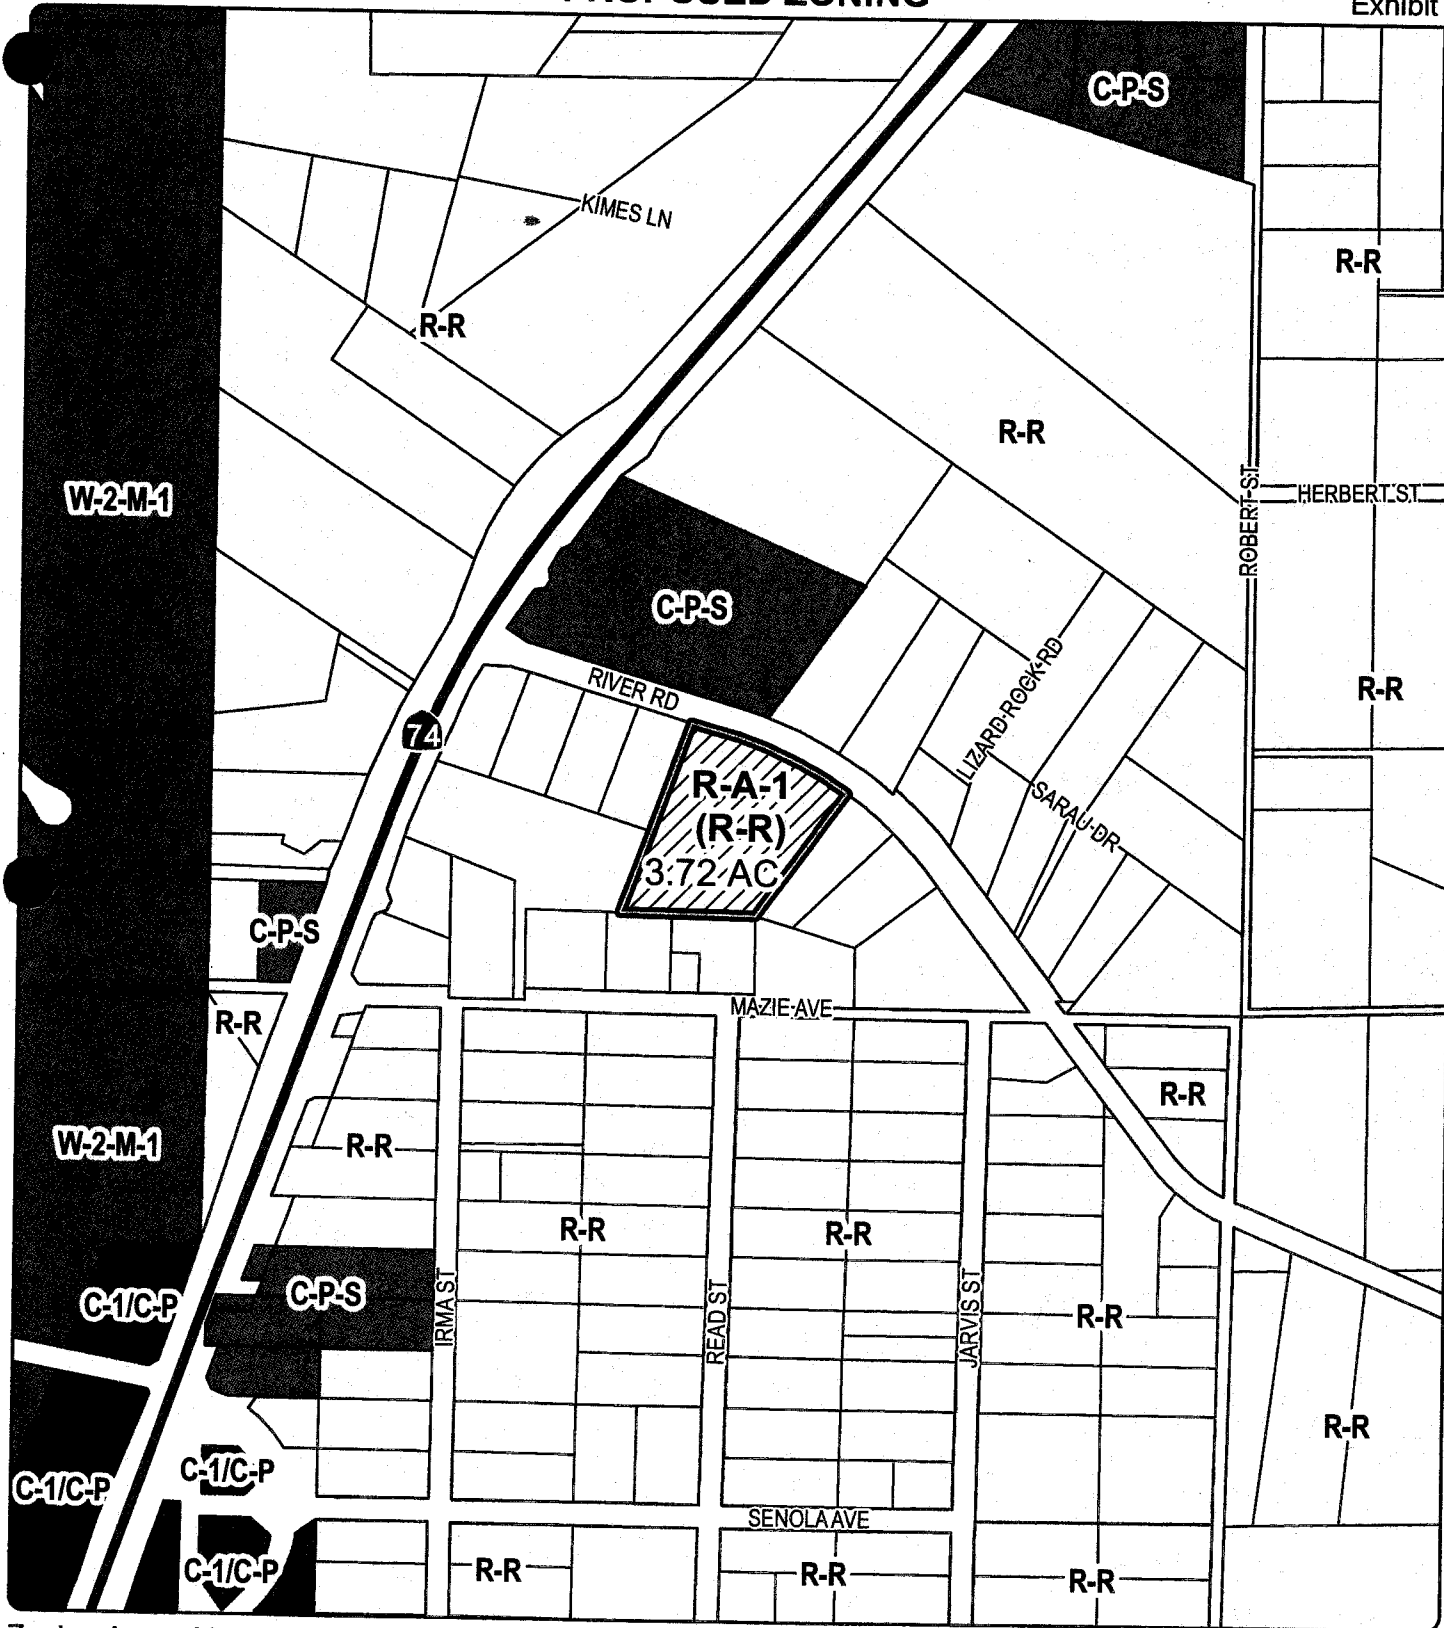 PROPOSED ZONING
Exhibit
C-P-S
KIMES LN
R-R
R-R
R-R
W-2-M-1
ROBERT ST
HERBERT ST
C-P-S
LIZARD ROCK RD
RIVER RD
R-R
74
R-A-1
(R-R)
3.72 AC
SARAU DR
C-P-S
MAZIE AVE
R-R
R-R
W-2-M-1
R-R
R-R
R-R
C-P-S
C-1/C-P
IRMA ST
READ ST
JARVIS ST
R-R
R-R
C-1/C-P
C-1/C-P
SENOLA AVE
C-1/C-P
R-R
R-R
R-R